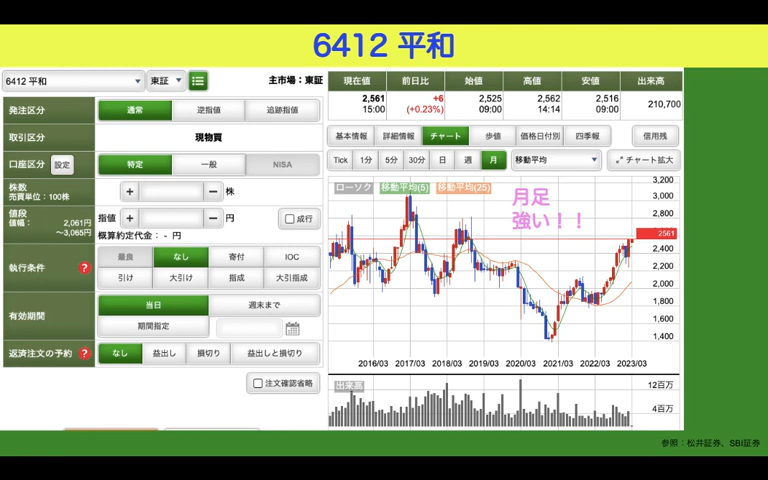 6412 平和
6412 平和
東証
主市場：東証
発注区分
通常
逆指値
追跡指値
取引区分
現物買
口座区分
設定
特定
一般
NISA
株数
売買単位：100株
+
−
株
値段
値幅： 2,061円
～3,065円
指値
+
−
円
成行
概算約定代金：- 円
執行条件
?
最良
なし
寄付
IOC
引け
大引け
指成
大引指成
有効期間
当日
週末まで
期間指定
返済注文の予約
?
なし
益出し
損切り
益出しと損切り
注文確認省略
現在値
前日比
始値
高値
安値
出来高
2,561
15:00
+6
(+0.23%)
2,525
09:00
2,562
14:14
2,516
09:00
210,700
基本情報
詳細情報
チャート
歩値
価格日付別
四季報
信用残
Tick
1分
5分
30分
日
週
月
移動平均
チャート拡大
ローソク
移動平均(5)
移動平均(25)
月足
強い！！
3,200
3,000
2,800
2561
2,400
2,200
2,000
1,800
1,600
1,400
2016/03
2017/03
2018/03
2019/03
2020/03
2021/03
2022/03
2023/03
出来高
12百万
4百万
参照：松井証券、SBI証券